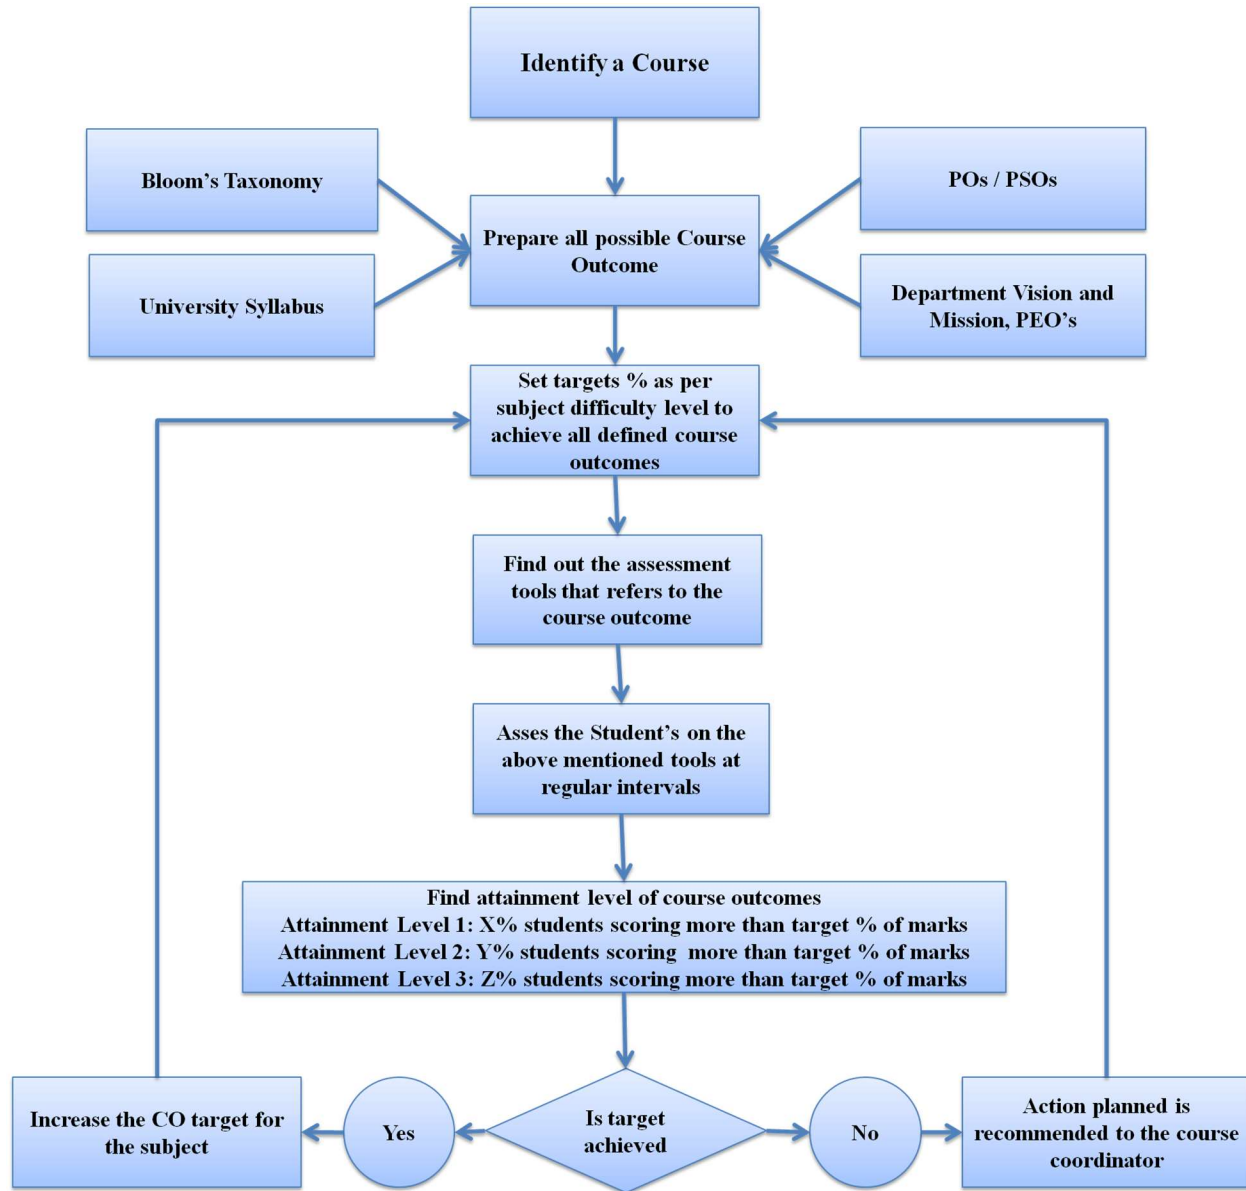 Identify a Course
Bloom's Taxonomy
POs / PSOs
Prepare all possible Course
Outcome
University Syllabus
Department Vision and
Mission, PEO's
Set targets % as per
subject difficulty level to
achieve all defined course
outcomes
Find out the assessment
tools that refers to the
course outcome
Asses the Student's on the
above mentioned tools at
regular intervals
Find attainment level of course outcomes
Attainment Level 1: X% students scoring more than target % of marks
Attainment Level 2: Y% students scoring more than target % of marks
Attainment Level 3: Z% students scoring more than target % of marks
Increase the CO target for
the subject
Yes
Is target
achieved
No
Action planned is
recommended to the course
coordinator